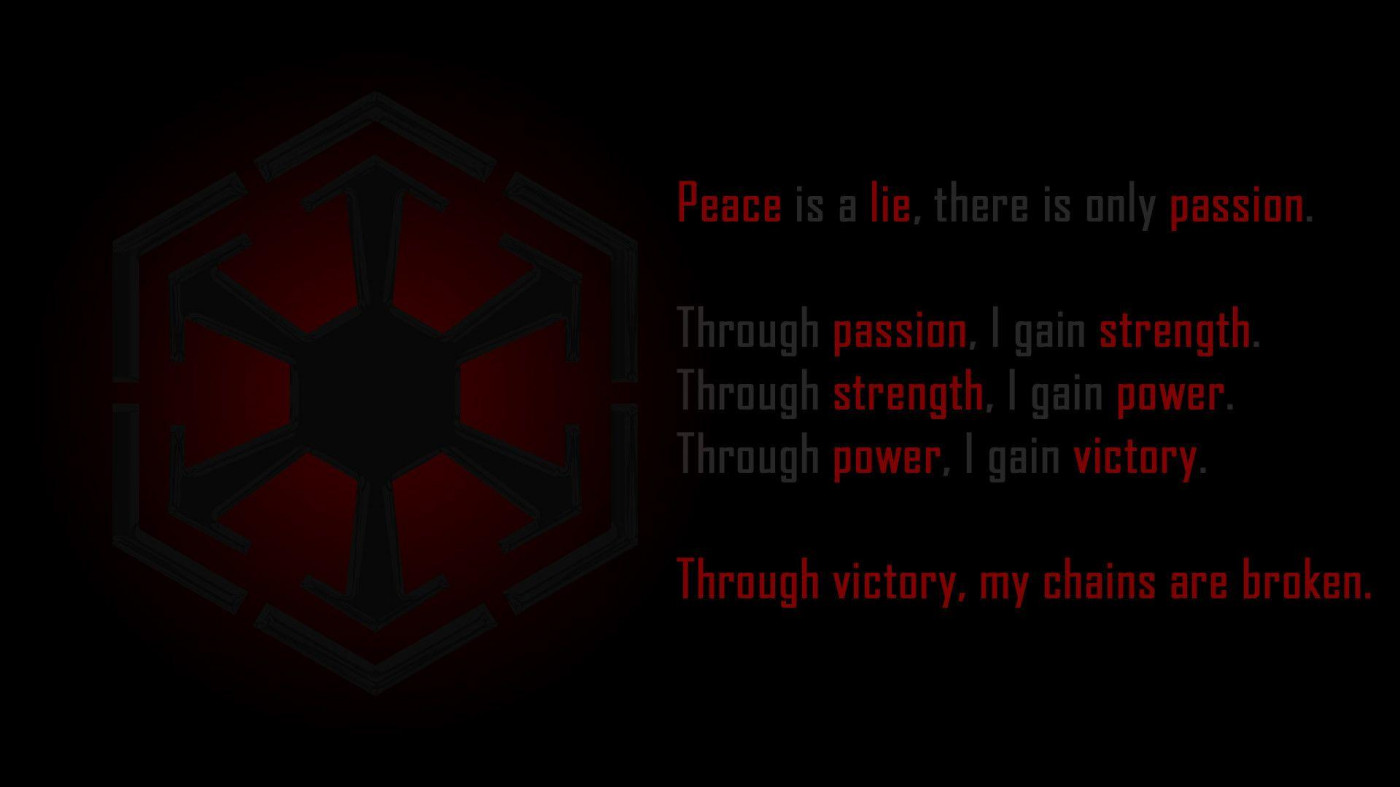 Peace is a lie, there is only passion.
Through passion, I gain strength.
Through strength, I gain power.
Through power, I gain victory.
Through victory, my chains are broken.